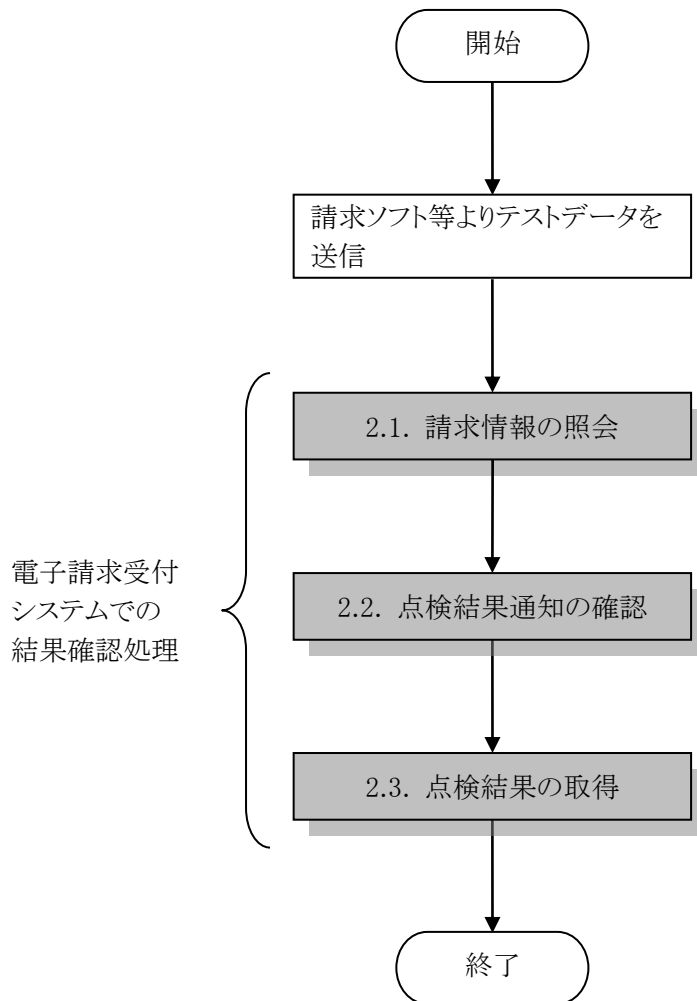 開始
請求ソフト等よりテストデータを
送信
2.1. 請求情報の照会
電子請求受付
システムでの
結果確認処理
2.2. 点検結果通知の確認
2.3. 点検結果の取得
終了